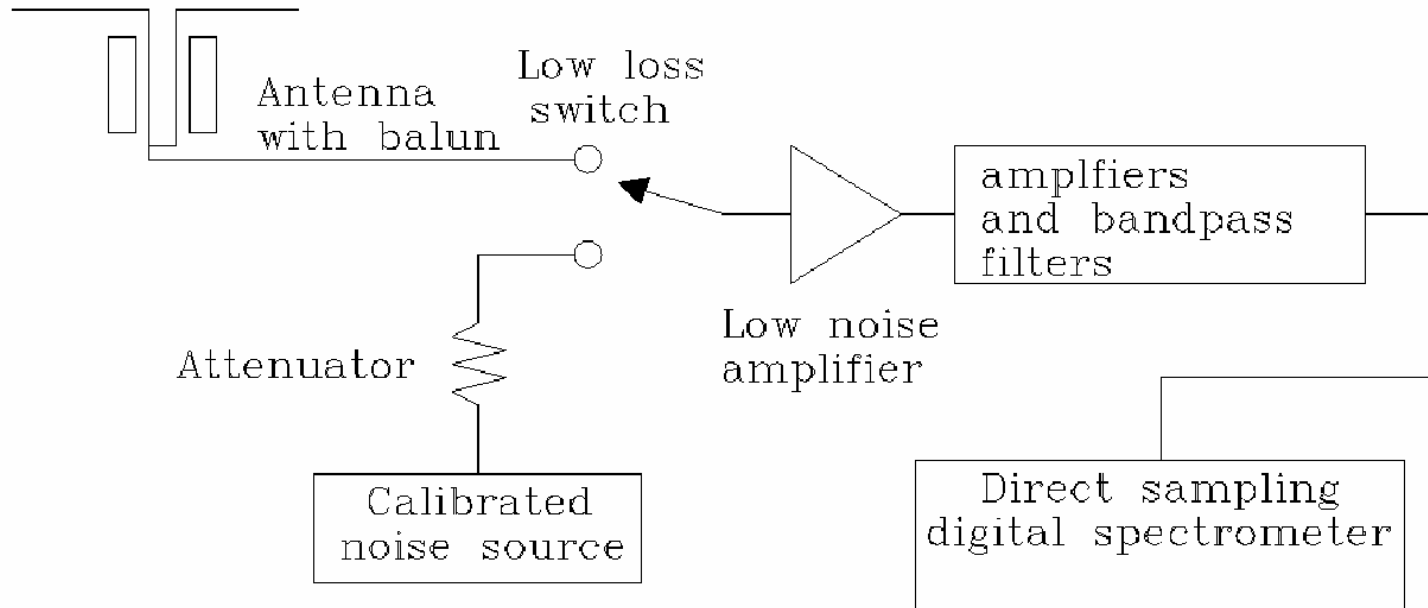 Low loss
switch
Antenna
with balun
amplfiers
and bandpass
filters
Low noise
amplifier
Attenuator
Calibrated
noise source
Direct sampling
digital spectrometer